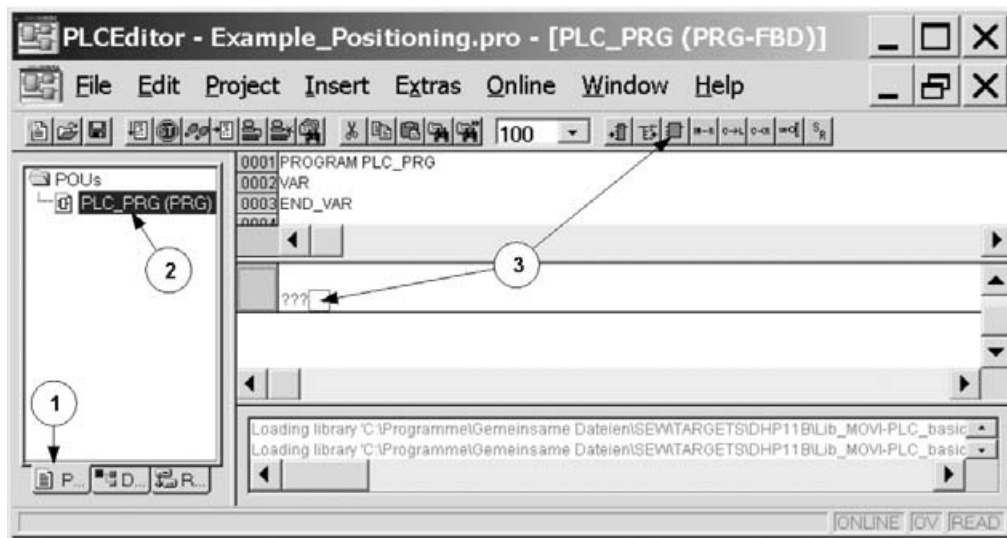 PLCEditor - Example_Positioning.pro - [PLC_PRG (PRG-FBD)]
File Edit Project Insert Extras Online Window Help
100
POUs
PLC_PRG (PRG)
0001 PROGRAM PLC_PRG
0002 VAR
0003 END_VAR
0004
2
3
???
1
Loading library 'C:\Programme\Gemeinsame Dateien\SEW\TARGETS\DHP11B\Lib_MOVI-PLC_basic
Loading library 'C:\Programme\Gemeinsame Dateien\SEW\TARGETS\DHP11B\Lib_MOVI-PLC_basic
P... D... R...
ONLINE OV READ